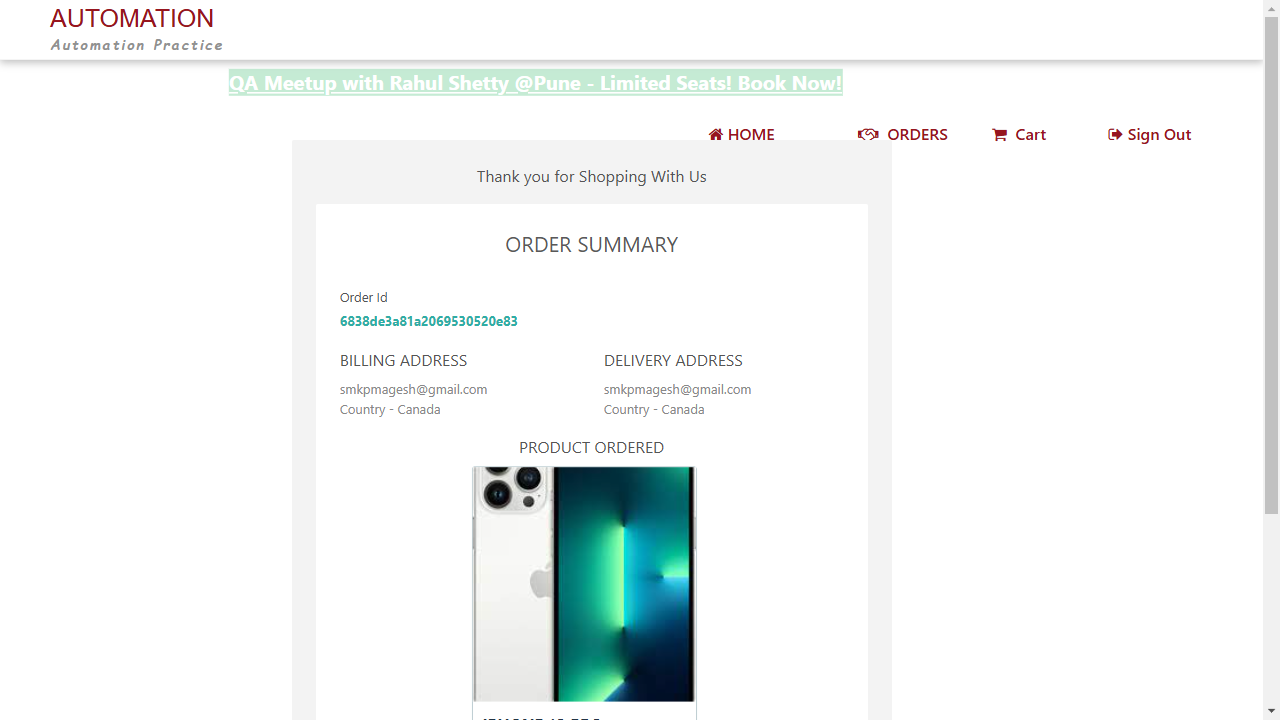 AUTOMATION
Automation Practice
QA Meetup with Rahul Shetty @Pune - Limited Seats! Book Now!
HOME ORDERS Cart Sign Out
Thank you for Shopping With Us
ORDER SUMMARY
Order Id
6838de3a81a2069530520e83
BILLING ADDRESS DELIVERY ADDRESS
smkpmagesh@gmail.com smkpmagesh@gmail.com
Country - Canada Country - Canada
PRODUCT ORDERED